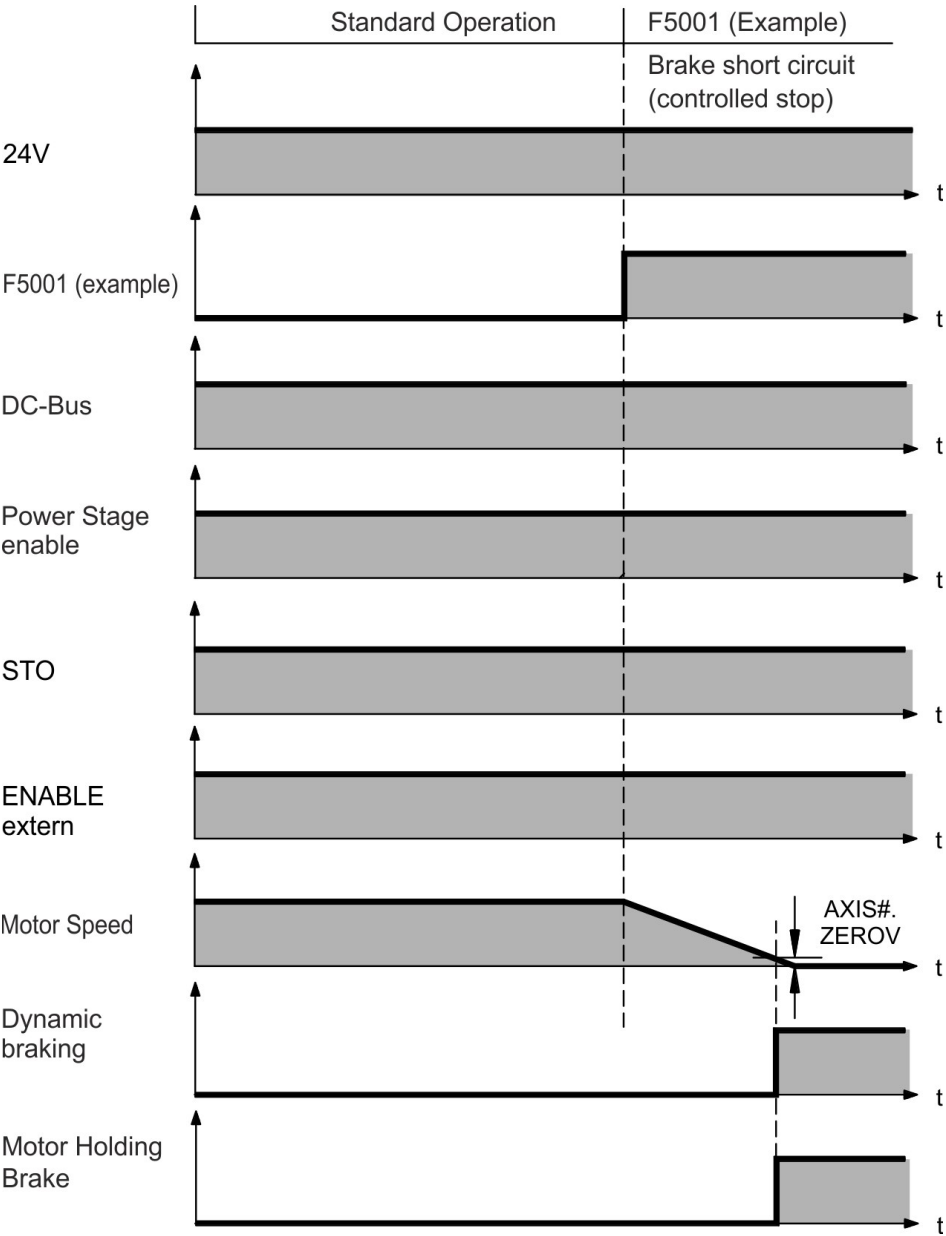 Standard Operation
F5001 (Example)
Brake short circuit
(controlled stop)
24V
t
F5001 (example)
t
DC-Bus
t
Power Stage
enable
t
STO
t
ENABLE
extern
t
Motor Speed
AXIS#.
ZEROV
t
Dynamic
braking
t
Motor Holding
Brake
t